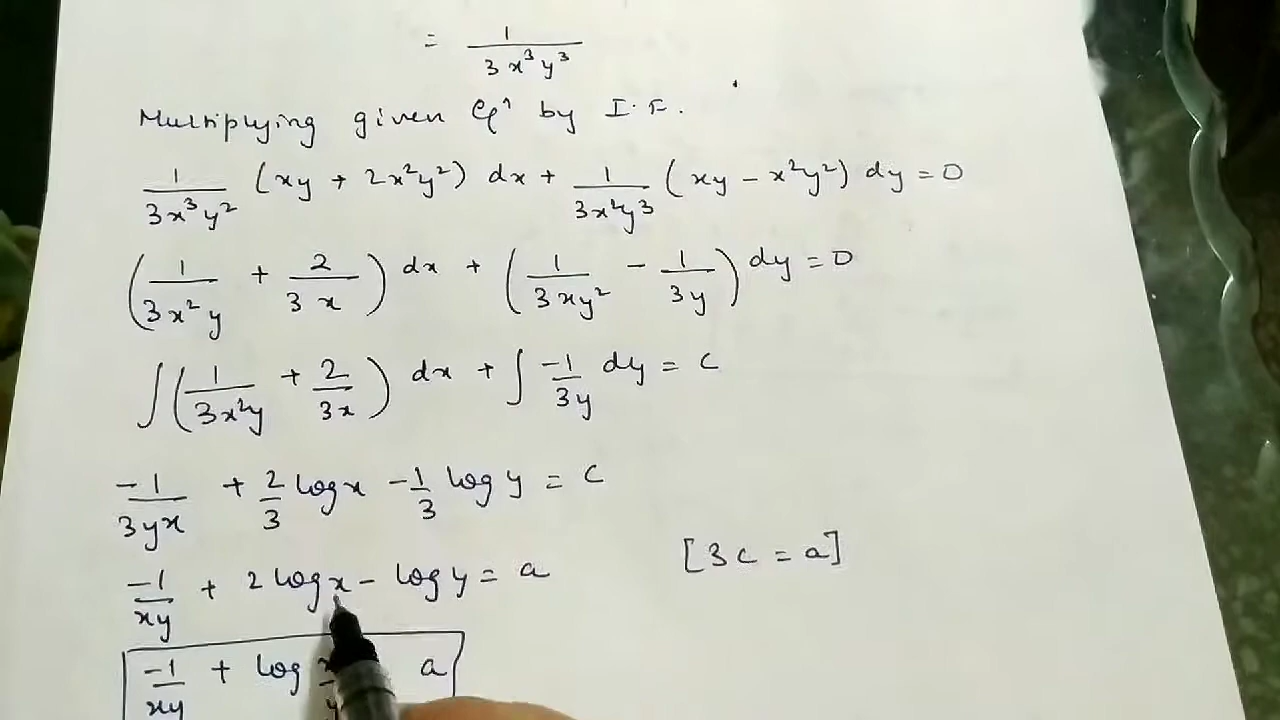 = 1/(3x³y³)
Multiplying given eqⁿ by I.F.
1/(3x³y²) (xy + 2x²y²) dx + 1/(3x²y³) (xy − x²y²) dy = 0
(1/(3x²y) + 2/(3x)) dx + (1/(3xy²) − 1/(3y)) dy = 0
∫(1/(3x²y) + 2/(3x)) dx + ∫ −1/(3y) dy = c
−1/(3yx) + 2/3 log x − 1/3 log y = c
−1/(xy) + 2 log x − log y = a [3c = a]
−1/(xy) + log a